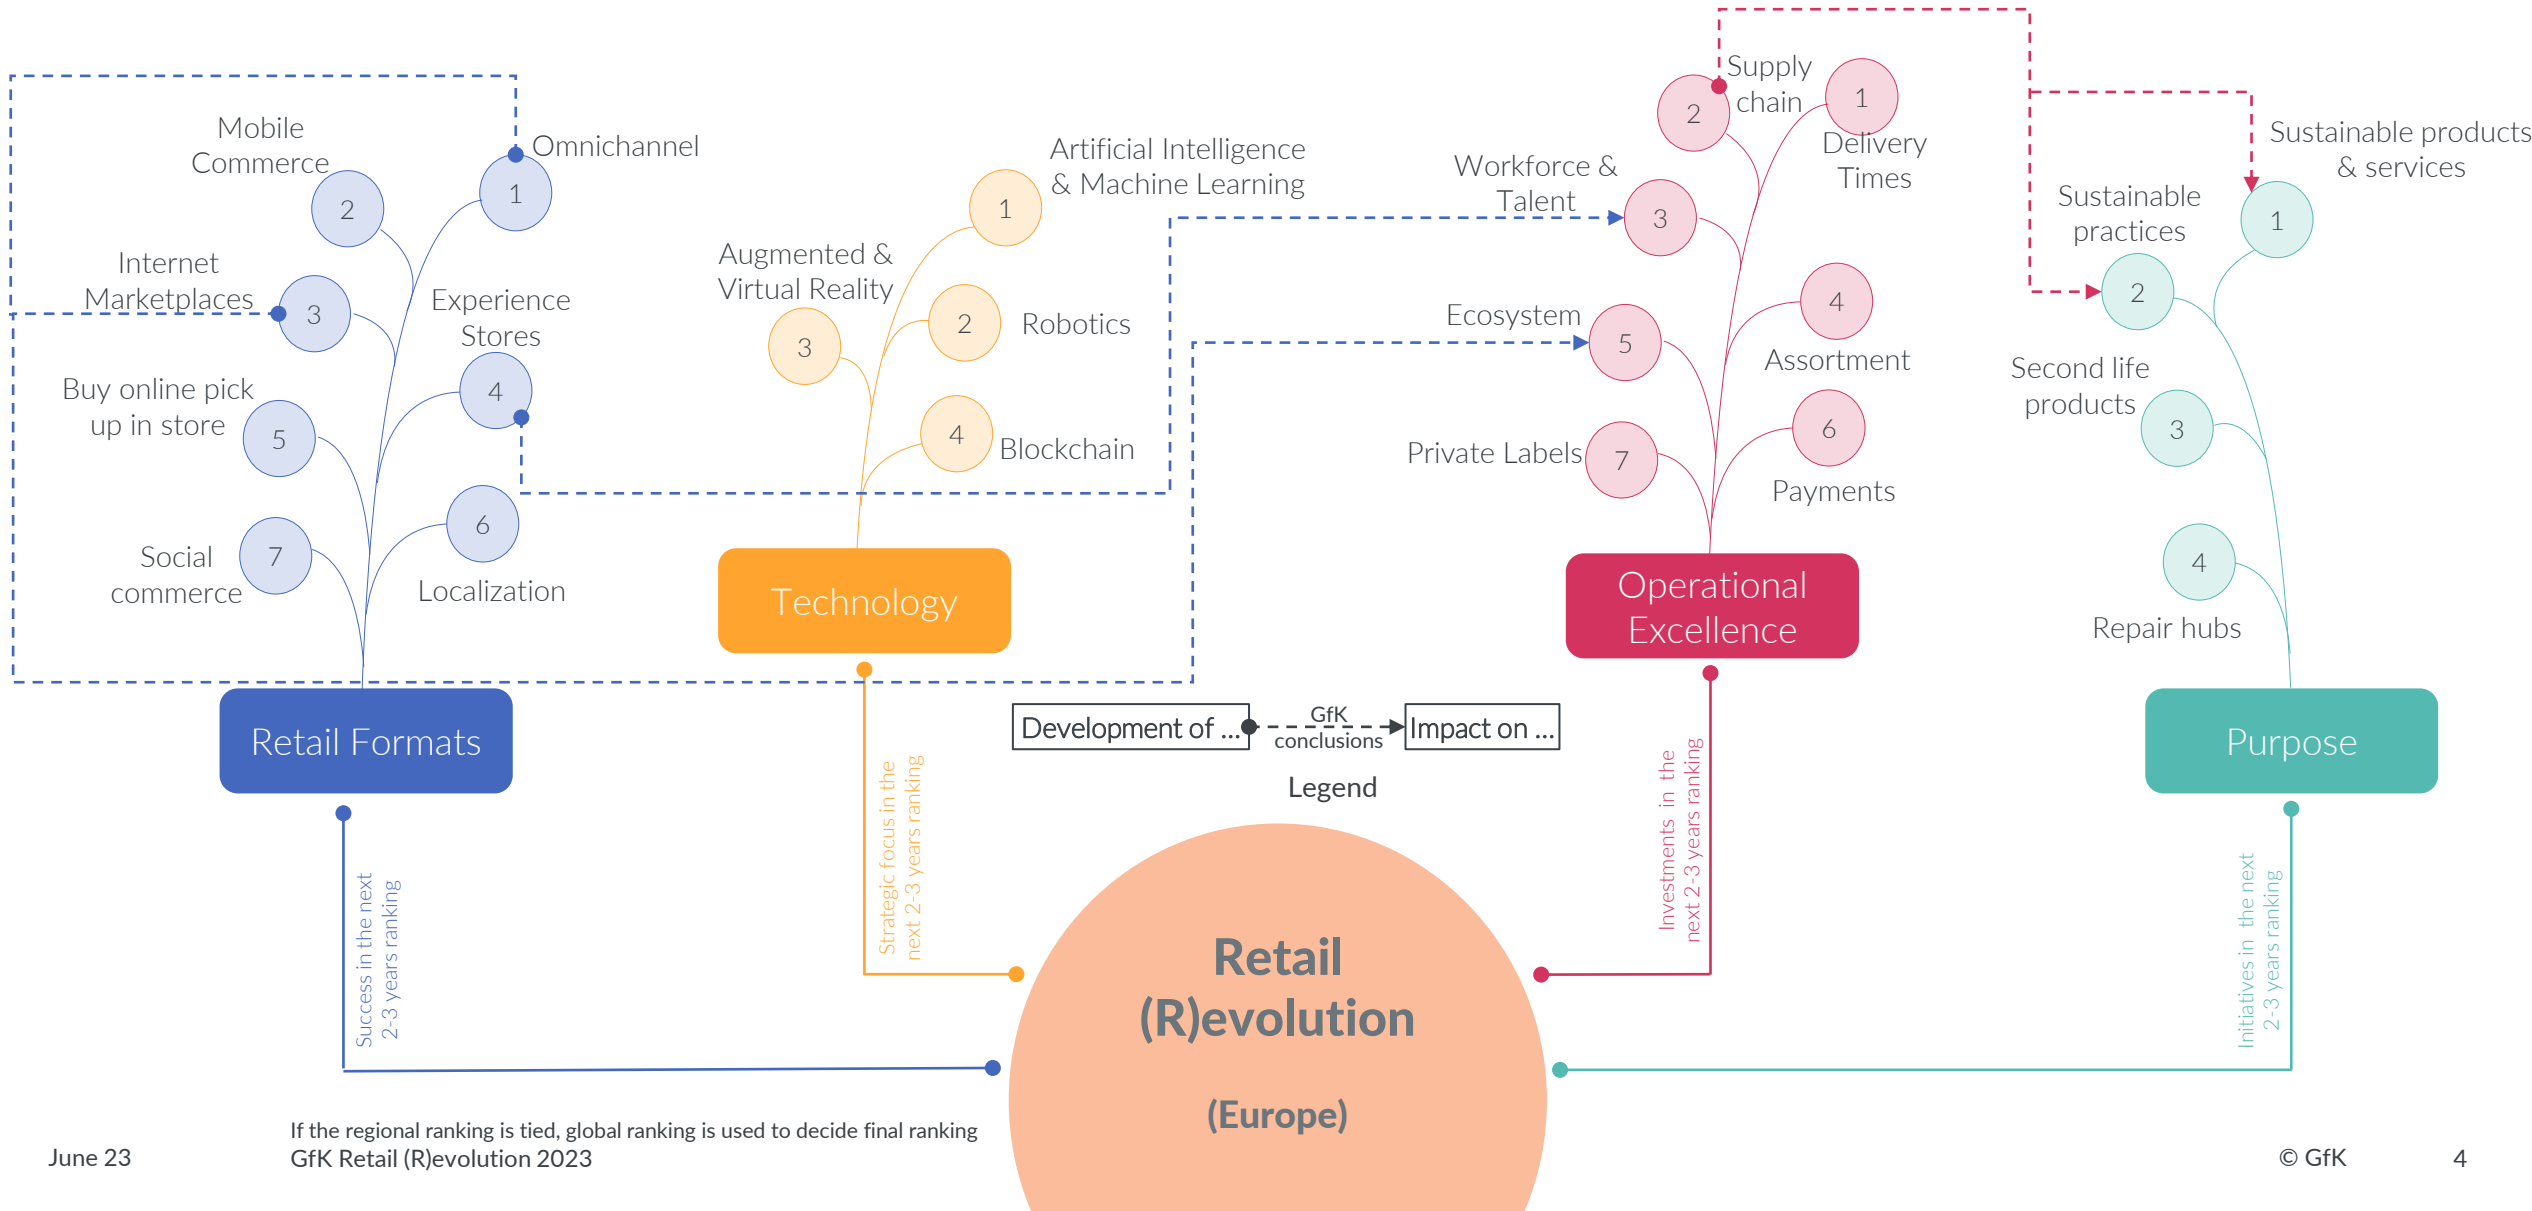 Mobile
Commerce
2
Omnichannel
1
Internet
Marketplaces
3
Experience
Stores
4
Buy online pick
up in store
5
6
Localization
Social
commerce
7
Retail Formats
Success in the next
2-3 years ranking
Artificial Intelligence
& Machine Learning
1
Augmented &
Virtual Reality
3
2
Robotics
4
Blockchain
Technology
Strategic focus in the
next 2-3 years ranking
Supply
chain
2
1
Delivery
Times
Workforce &
Talent
3
4
Assortment
Ecosystem
5
6
Payments
Private Labels
7
Operational
Excellence
Investments in the
next 2-3 years ranking
Sustainable products
& services
1
Sustainable
practices
2
Second life
products
3
4
Repair hubs
Purpose
Initiatives in the next
2-3 years ranking
Development of ...
GfK
conclusions
Impact on ...
Legend
Retail
(R)evolution
(Europe)
If the regional ranking is tied, global ranking is used to decide final ranking
June 23
GfK Retail (R)evolution 2023
© GfK
4